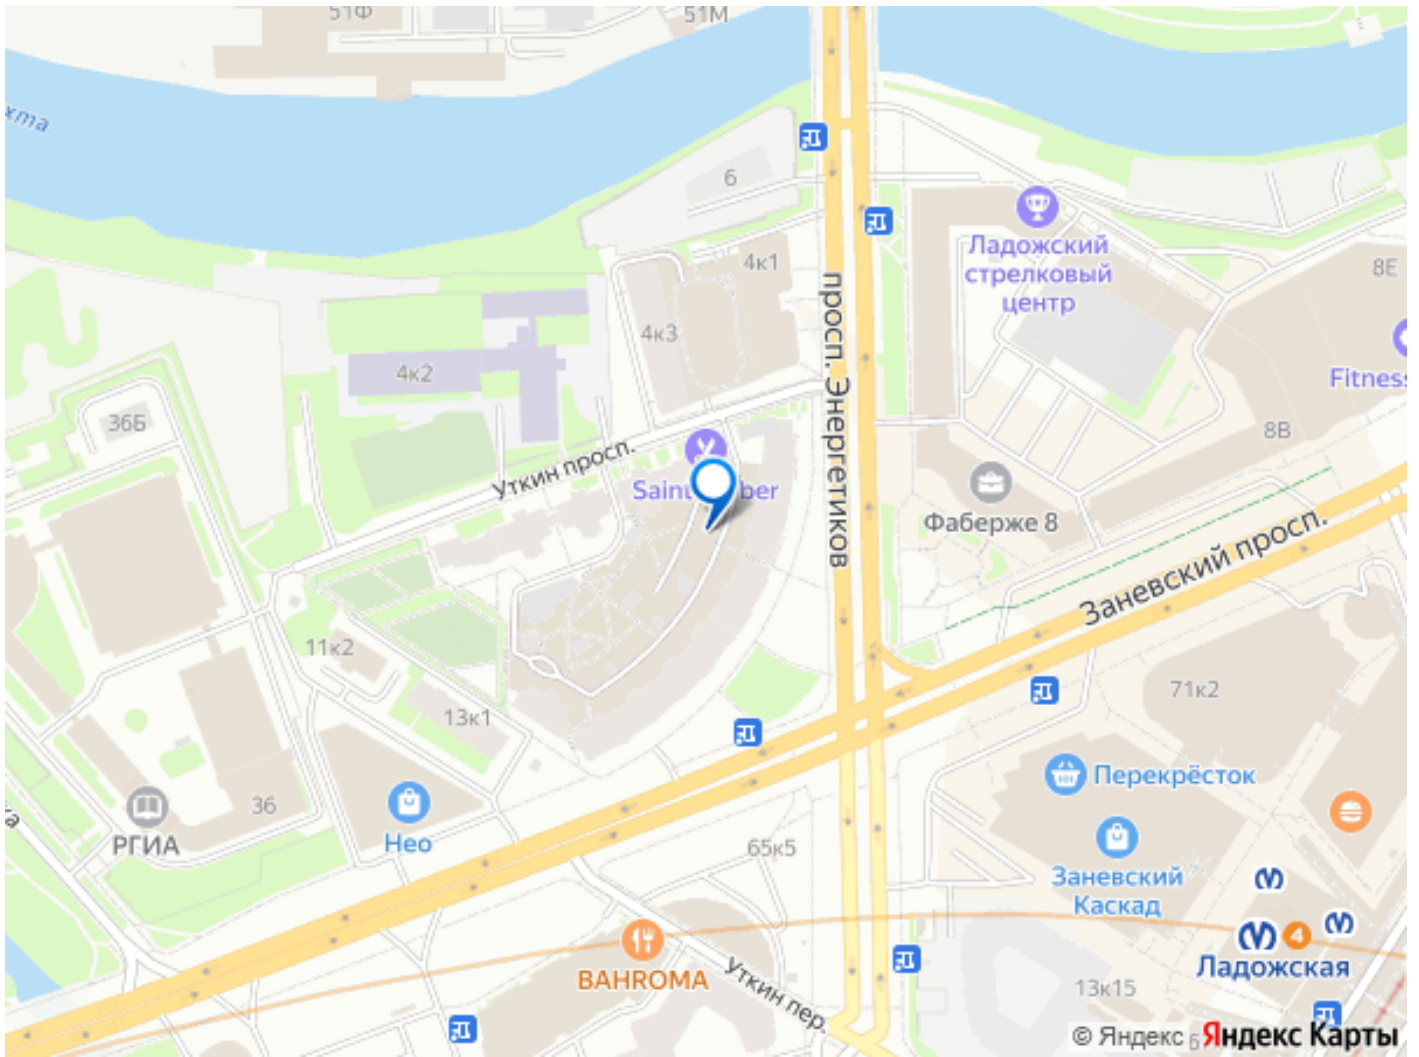 51Ф
51М
хта
6
Ладожский
стрелковый
центр
4к1
8Е
4к3
просп. Энергетиков
4к2
Fitness
36Б
8В
Уткин просп.
Фаберже 8
Заневский просп.
11к2
13к1
71к2
Перекрёсток
36
РГИА
Нео
65к5
Заневский
Каскад
4
Ладожская
BAHROMA
Уткин пер.
13к15
© Яндекс
Яндекс Карты